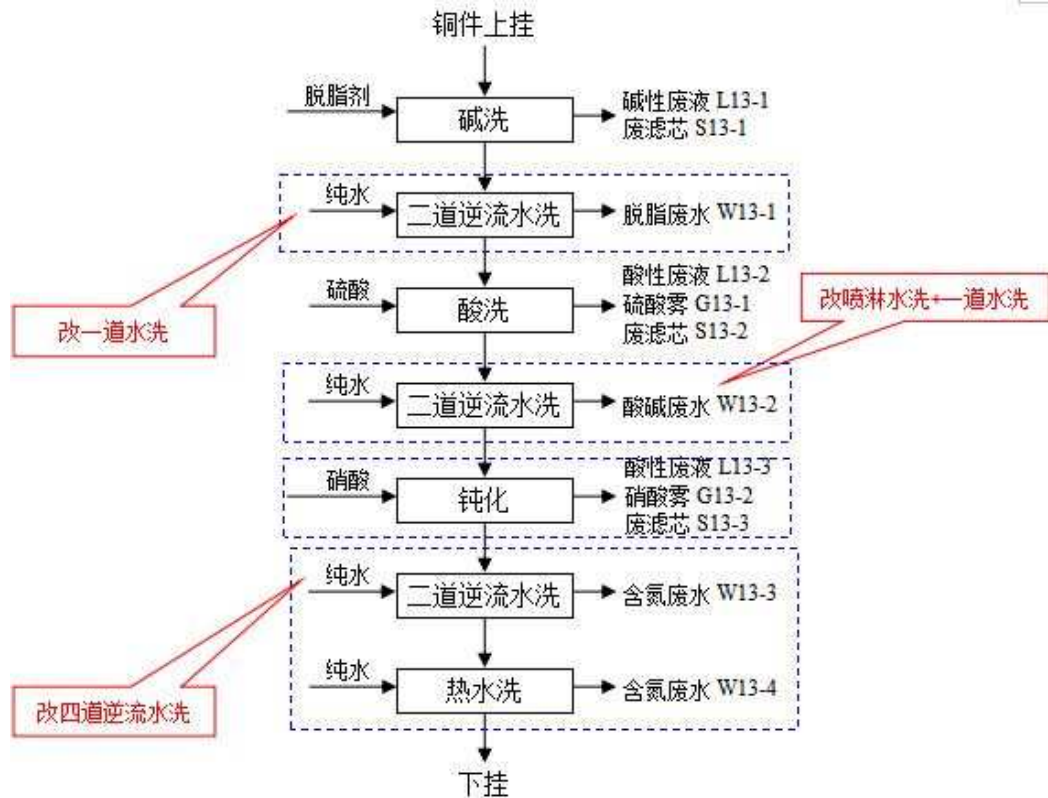 铜件上挂
脱脂剂
碱洗
碱性废液 L13-1
废滤芯 S13-1
纯水
二道逆流水洗
脱脂废水 W13-1
硫酸
酸洗
酸性废液 L13-2
硫酸雾 G13-1
废滤芯 S13-2
改喷淋水洗+一道水洗
改一道水洗
纯水
二道逆流水洗
酸碱废水 W13-2
硝酸
钝化
酸性废液 L13-3
硝酸雾 G13-2
废滤芯 S13-3
纯水
二道逆流水洗
含氮废水 W13-3
纯水
热水洗
含氮废水 W13-4
改四道逆流水洗
下挂